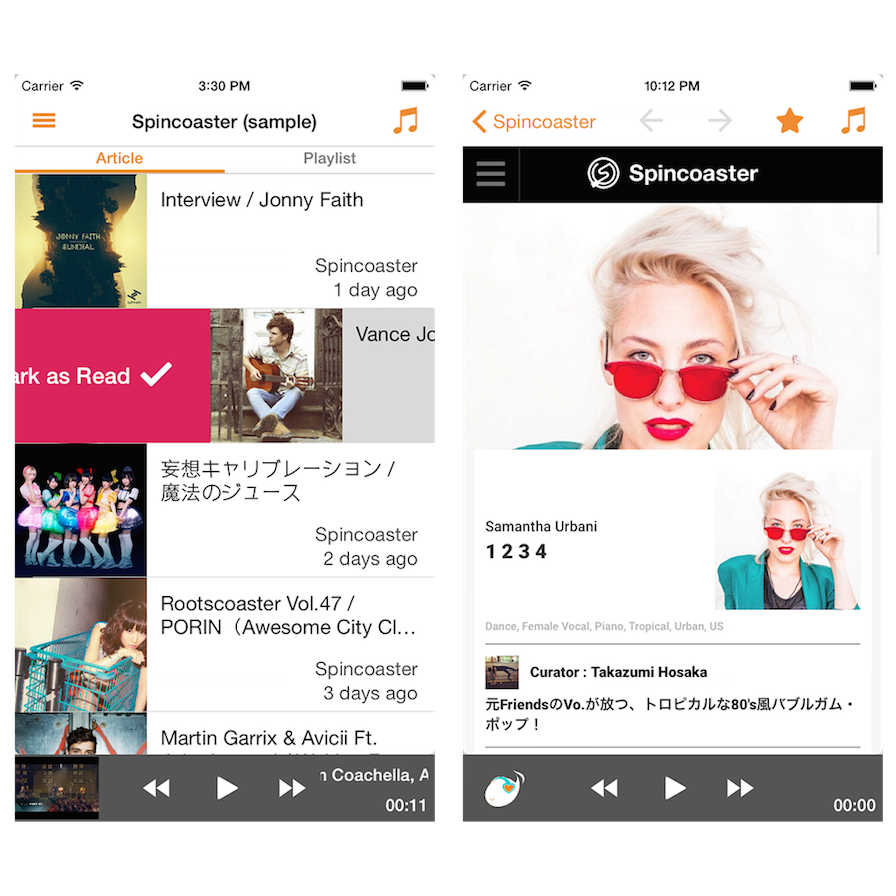 Carrier
3:30 PM
Spincoaster (sample)
Article
Playlist
JONNY FAITH
SUNDIAL
Interview / Jonny Faith
Spincoaster
1 day ago
ark as Read
Vance Jo
妄想キャリブレーション /
魔法のジュース
Spincoaster
2 days ago
Rootscoaster Vol.47 /
PORIN（Awesome City Cl...
Spincoaster
3 days ago
Martin Garrix & Avicii Ft.
n Coachella, A
00:11
Carrier
10:12 PM
Spincoaster
Spincoaster
Samantha Urbani
1 2 3 4
Dance, Female Vocal, Piano, Tropical, Urban, US
Curator : Takazumi Hosaka
元FriendsのVo.が放つ、トロピカルな80's風バブルガム・
ポップ！
00:00